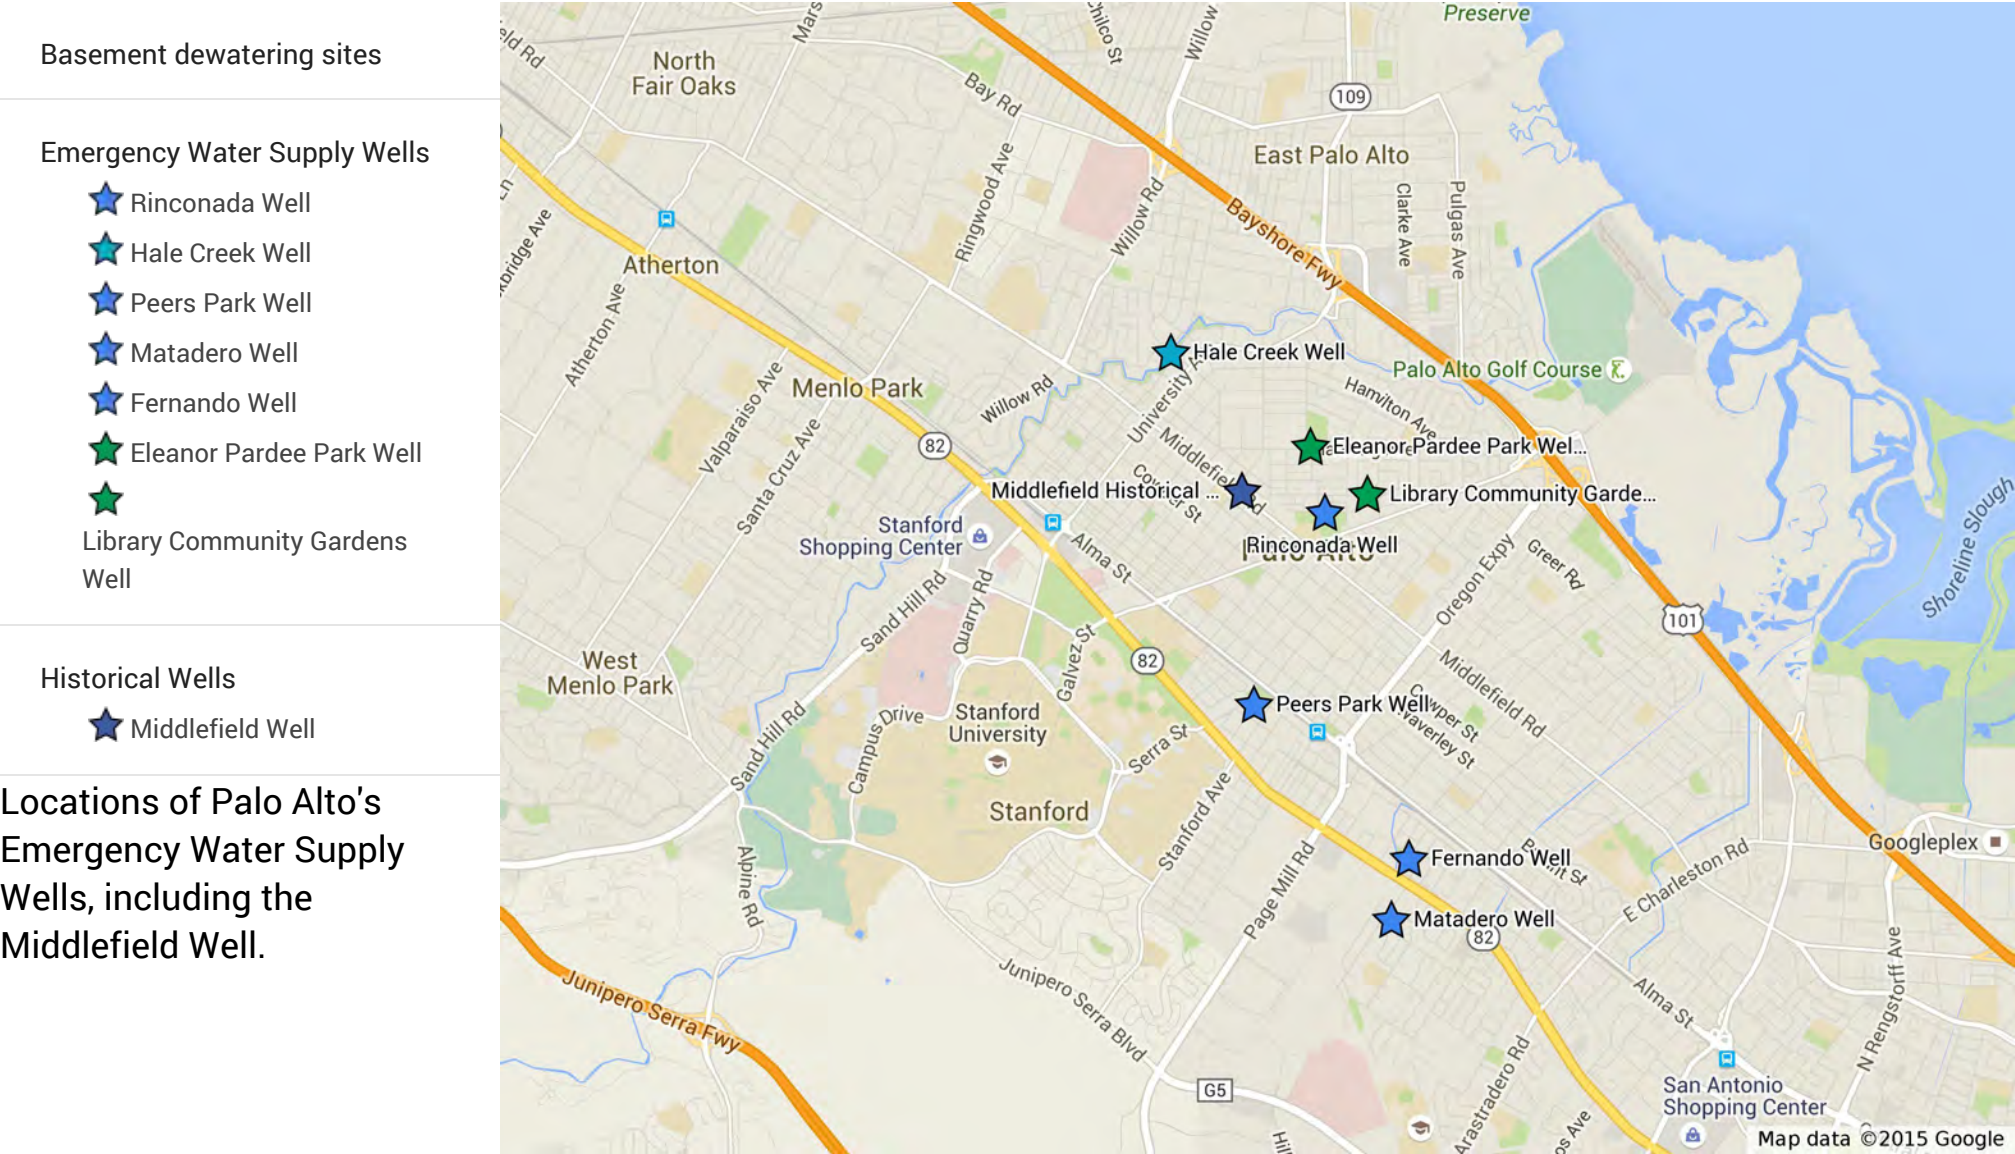 Basement dewatering sites
Emergency Water Supply Wells
Rinconada Well
Hale Creek Well
Peers Park Well
Matadero Well
Fernando Well
Eleanor Pardee Park Well
Library Community Gardens
Well
Historical Wells
Middlefield Well
Locations of Palo Alto's
Emergency Water Supply
Wells, including the
Middlefield Well.
Preserve
North
Fair Oaks
Bay Rd
Willow
109
East Palo Alto
Ringwood Ave
Willow Rd
Clarke Ave
Pulgas Ave
Bayshore Fwy
Atherton
Atherton Ave
Hale Creek Well
Palo Alto Golf Course
Menlo Park
Willow Rd
Hamilton Ave
Valparaiso Ave
Santa Cruz Ave
82
Eleanor Pardee Park Wel...
Middlefield Historical ...
Library Community Garde...
Rinconada Well
Palo Alto
Stanford
Shopping Center
Alma St
Oregon Expy
Greer Rd
Shoreline Slough
101
Sand Hill Rd
Quarry Rd
Galvez St
82
West
Menlo Park
Middlefield Rd
Peers Park Well
Cowper St
Waverley St
Sand Hill Rd
Campus Drive
Stanford
University
Serra St
Stanford
Stanford Ave
Page Mill Rd
Alpine Rd
Fernando Well
Matadero Well
82
E Charleston Rd
Googleplex
Junipero Serra Fwy
Junipero Serra Blvd
Alma St
N Rengstorff Ave
Arastradero Rd
G5
San Antonio
Shopping Center
Map data ©2015 Google